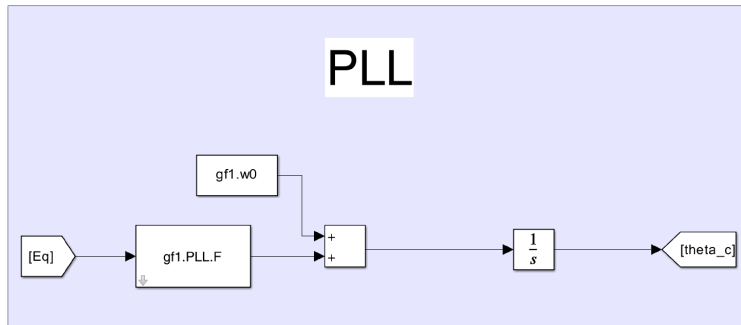 PLL
gf1.w0
[Eq]
gf1.PLL.F
+
+
1
s
[theta_c]